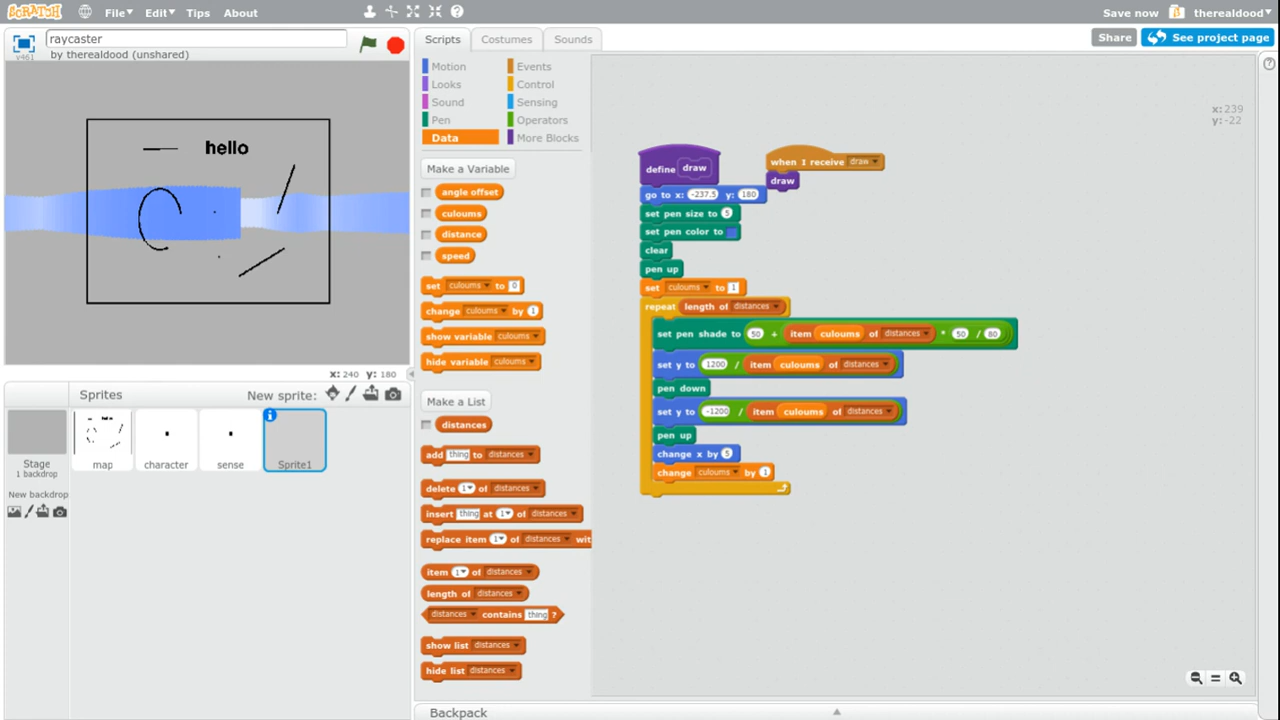 SCRATCH File▼ Edit▼ Tips About Save now therealdood▼
raycaster
by therealdood (unshared)
v461
Scripts Costumes Sounds
Share See project page
Motion Events
Looks Control
Sound Sensing
Pen Operators
Data More Blocks
x: 239
y: -22
hello
Make a Variable
angle offset
culoums
distance
speed
set culoums to 0
change culoums by 1
show variable culoums
hide variable culoums
Make a List
distances
add thing to distances
delete 1 of distances
insert thing at 1 of distances
replace item 1 of distances wit
item 1 of distances
length of distances
distances contains thing ?
show list distances
hide list distances
define draw
when I receive draw
draw
go to x: -237.5 y: 180
set pen size to 5
set pen color to
clear
pen up
set culoums to 1
repeat length of distances
set pen shade to 50 + item culoums of distances * 50 / 80
set y to 1200 / item culoums of distances
pen down
set y to -1200 / item culoums of distances
pen up
change x by 5
change culoums by 1
x: 240 y: 180
Sprites New sprite:
Stage
1 backdrop
New backdrop
map character sense Sprite1
Backpack